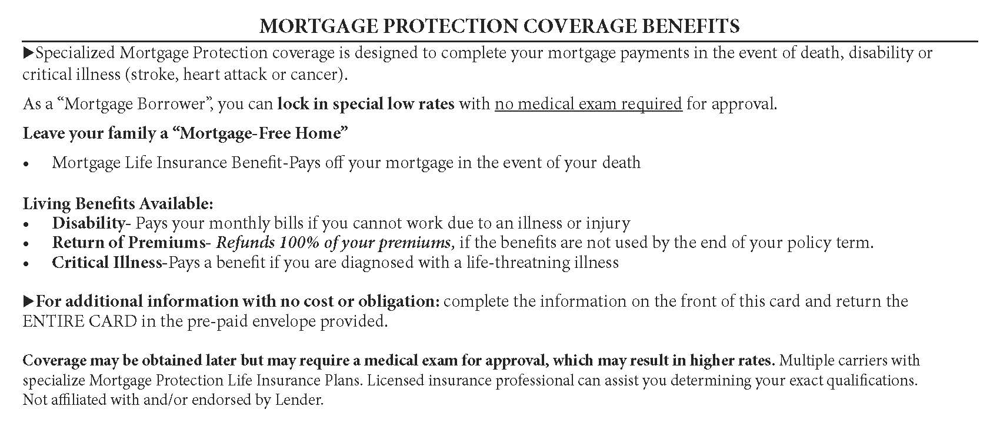 MORTGAGE PROTECTION COVERAGE BENEFITS
▶Specialized Mortgage Protection coverage is designed to complete your mortgage payments in the event of death, disability or
critical illness (stroke, heart attack or cancer).
As a “Mortgage Borrower”, you can lock in special low rates with no medical exam required for approval.
Leave your family a “Mortgage-Free Home”
• Mortgage Life Insurance Benefit-Pays off your mortgage in the event of your death
Living Benefits Available:
• Disability- Pays your monthly bills if you cannot work due to an illness or injury
• Return of Premiums- Refunds 100% of your premiums, if the benefits are not used by the end of your policy term.
• Critical Illness-Pays a benefit if you are diagnosed with a life-threatning illness
▶For additional information with no cost or obligation: complete the information on the front of this card and return the
ENTIRE CARD in the pre-paid envelope provided.
Coverage may be obtained later but may require a medical exam for approval, which may result in higher rates. Multiple carriers with
specialize Mortgage Protection Life Insurance Plans. Licensed insurance professional can assist you determining your exact qualifications.
Not affiliated with and/or endorsed by Lender.